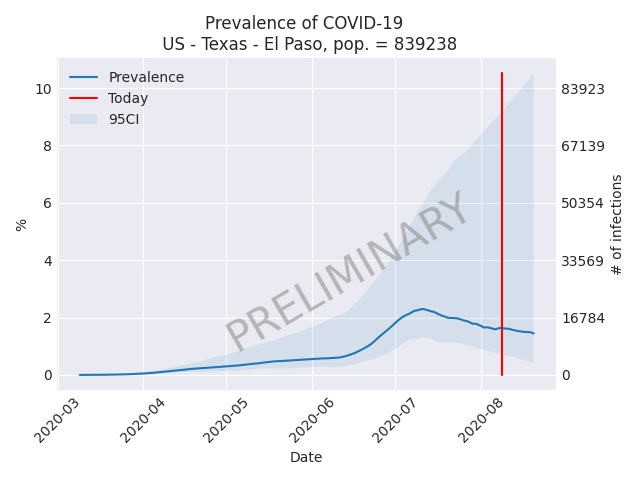 Prevalence of COVID-19
US - Texas - El Paso, pop. = 839238
Prevalence
Today
95CI
10
8
6
4
2
0
%
83923
67139
50354
33569
16784
0
# of infections
PRELIMINARY
2020-03
2020-04
2020-05
2020-06
2020-07
2020-08
Date